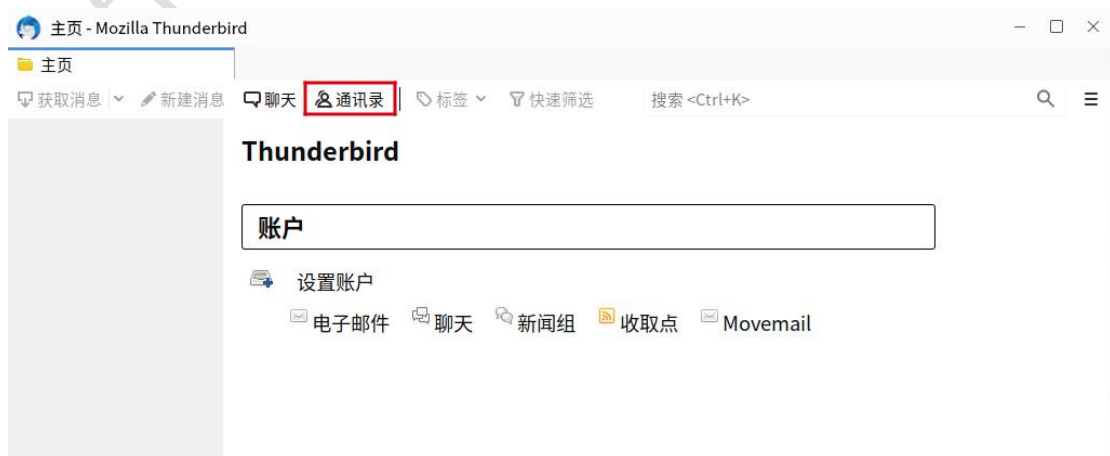 主页 - Mozilla Thunderbird
主页
获取消息 新建消息 聊天 通讯录 标签 快速筛选 搜索 <Ctrl+K>
Thunderbird
账户
设置账户
电子邮件 聊天 新闻组 收取点 Movemail